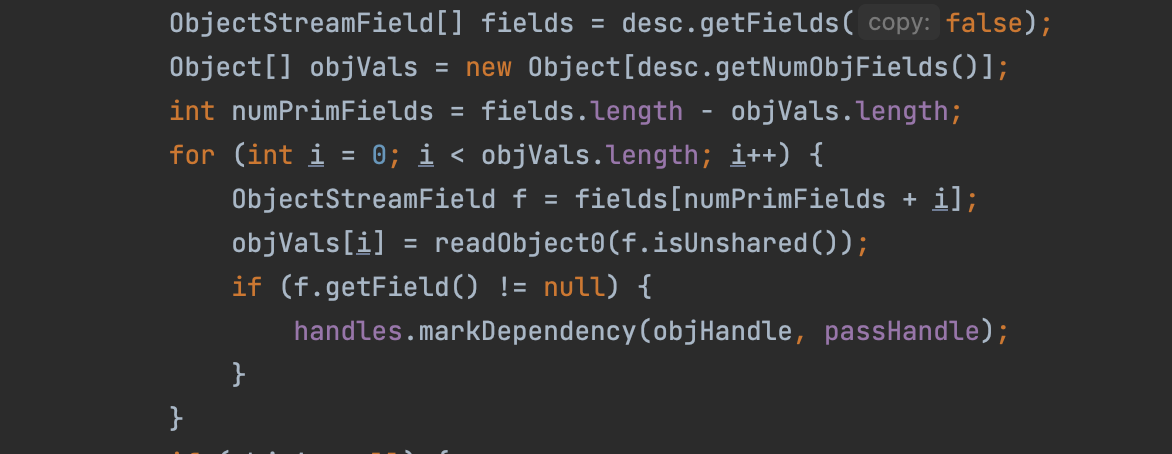 ObjectStreamField[] fields = desc.getFields( copy: false);
Object[] objVals = new Object[desc.getNumObjFields()];
int numPrimFields = fields.length - objVals.length;
for (int i = 0; i < objVals.length; i++) {
ObjectStreamField f = fields[numPrimFields + i];
objVals[i] = readObject0(f.isUnshared());
if (f.getField() != null) {
handles.markDependency(objHandle, passHandle);
}
}